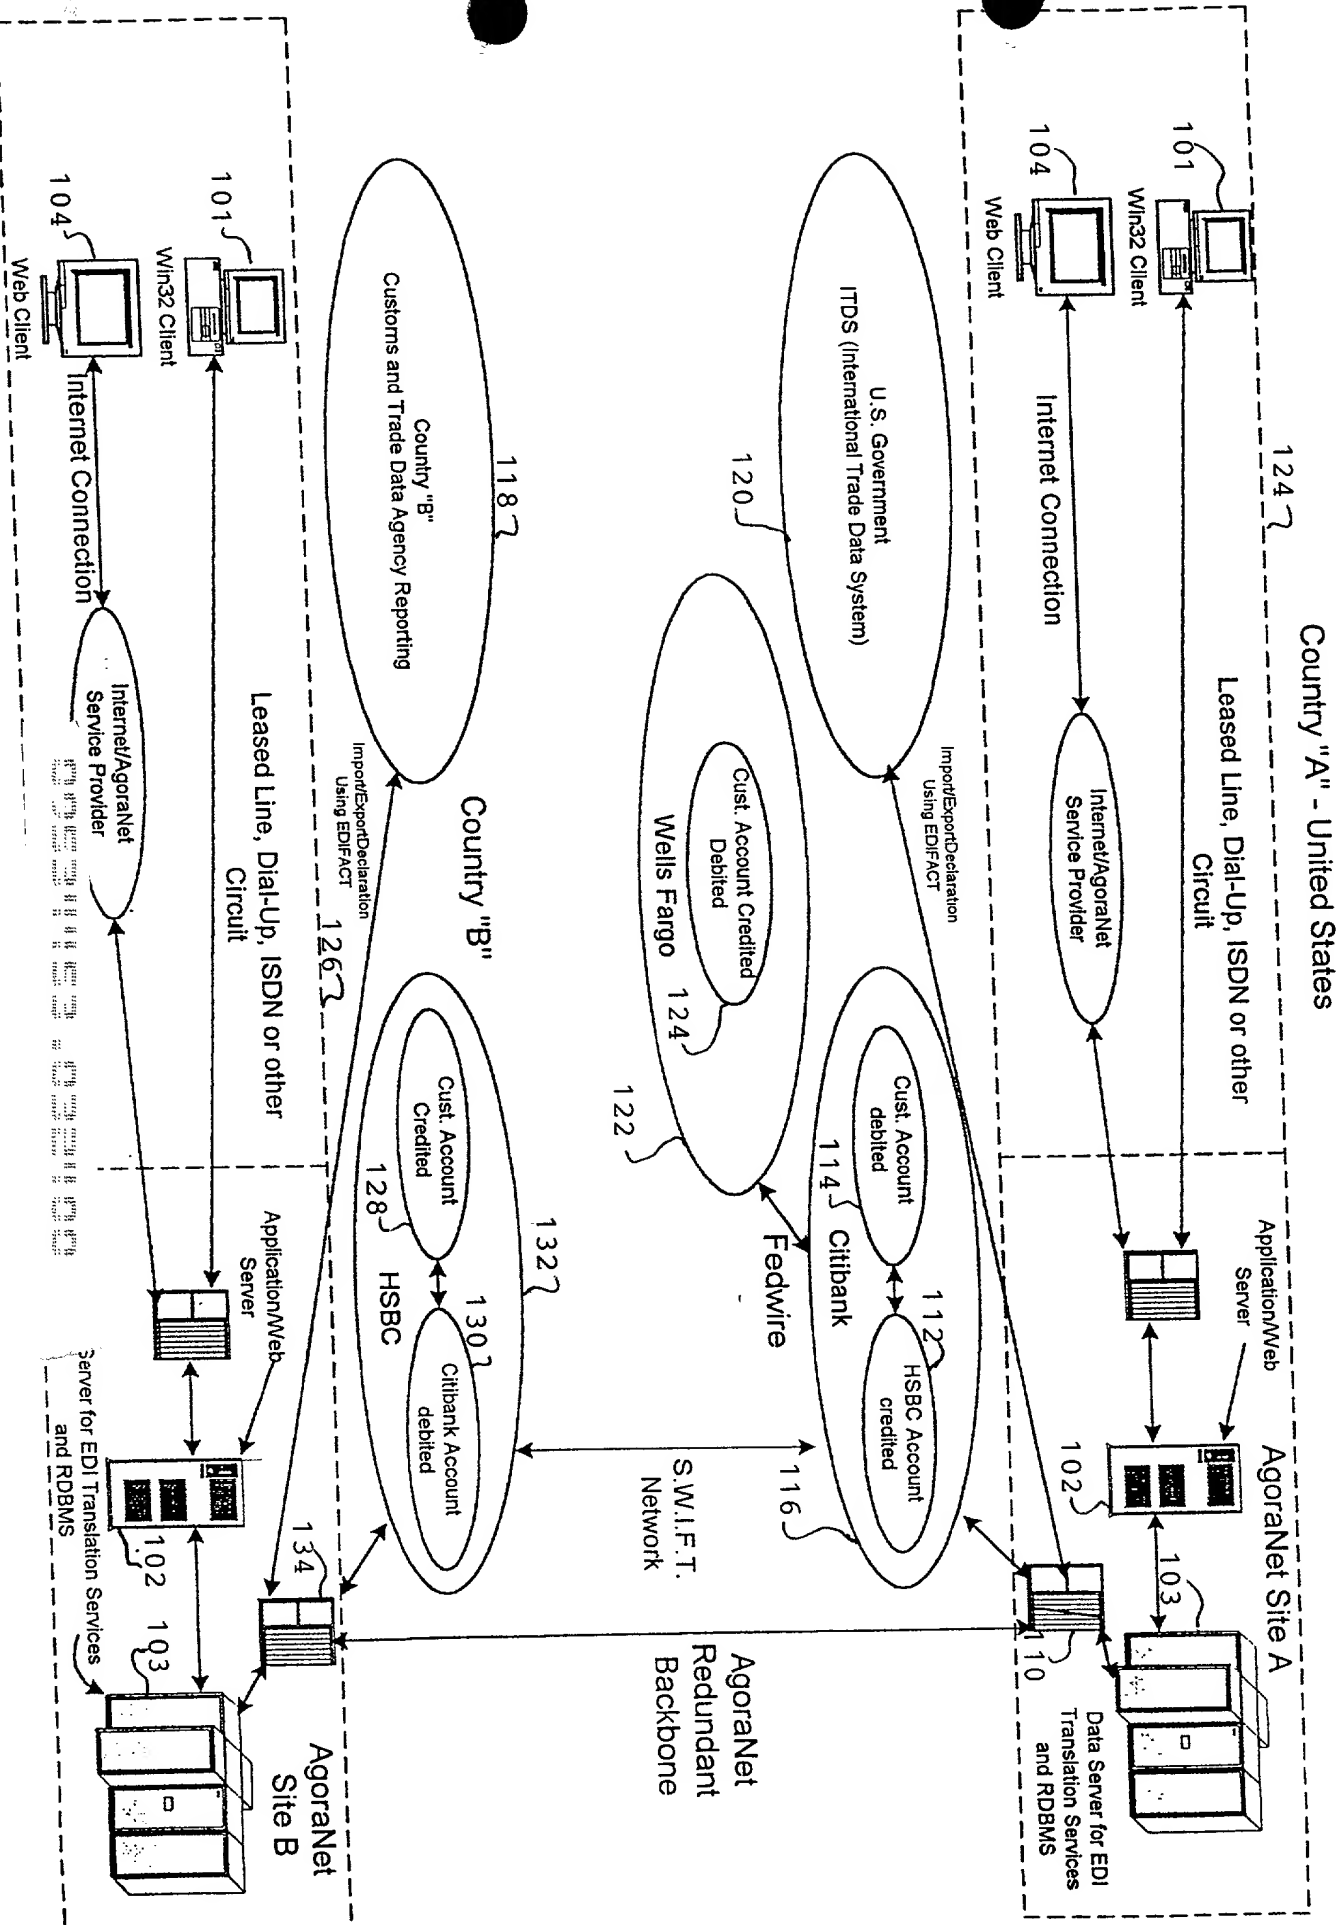 Country "A" - United States
124
101
Win32 Client
104
Web Client
Leased Line, Dial-Up, ISDN or other
Circuit
Internet Connection
Internet/AgoraNet
Service Provider
Application/Web
Server
AgoraNet Site A
102
103
110
Data Server for EDI
Translation Services
and RDBMS
Import/ExportDeclaration
Using EDIFACT
U.S. Government
ITDS (International Trade Data System)
120
Cust. Account
debited
114
Citibank
112
HSBC Account
credited
116
Cust. Account Credited
Debited
124
Wells Fargo
122
Fedwire
S.W.I.F.T.
Network
AgoraNet
Redundant
Backbone
Country "B"
118
Country "B"
Customs and Trade Data Agency Reporting
132
Cust. Account
Credited
128
HSBC
130
Citibank Account
debited
Import/ExportDeclaration
Using EDIFACT
126
134
101
Win32 Client
104
Web Client
Leased Line, Dial-Up, ISDN or other
Circuit
Internet Connection
Internet/AgoraNet
Service Provider
Application/Web
Server
102
103
AgoraNet
Site B
Server for EDI Translation Services
and RDBMS